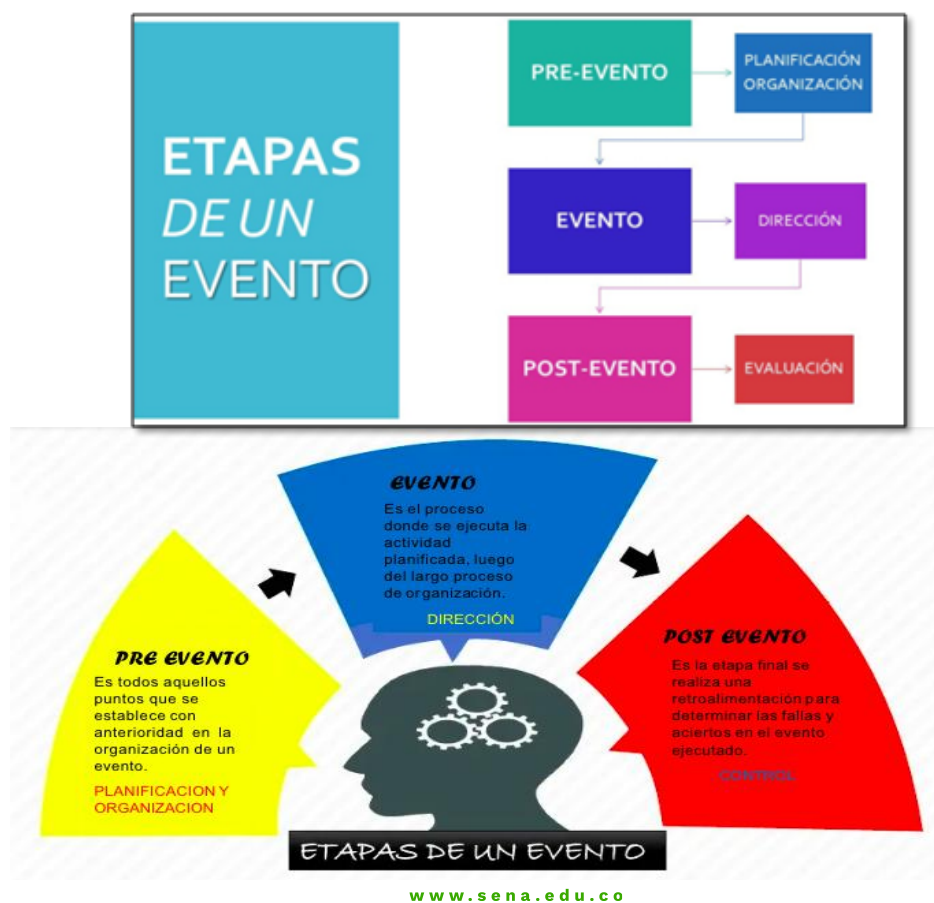 ETAPAS
DE UN
EVENTO
PRE-EVENTO
PLANIFICACIÓN
ORGANIZACIÓN
EVENTO
DIRECCIÓN
POST-EVENTO
EVALUACIÓN
EVENTO
Es el proceso
donde se ejecuta la
actividad
planificada, luego
del largo proceso
de organización.
DIRECCIÓN
PRE EVENTO
Es todos aquellos
puntos que se
establece con
anterioridad en la
organización de un
evento.
PLANIFICACION Y
ORGANIZACION
POST EVENTO
Es la etapa final se
realiza una
retroalimentación para
determinar las fallas y
aciertos en el evento
ejecutado.
CONTROL
ETAPAS DE UN EVENTO
www.sena.edu.co